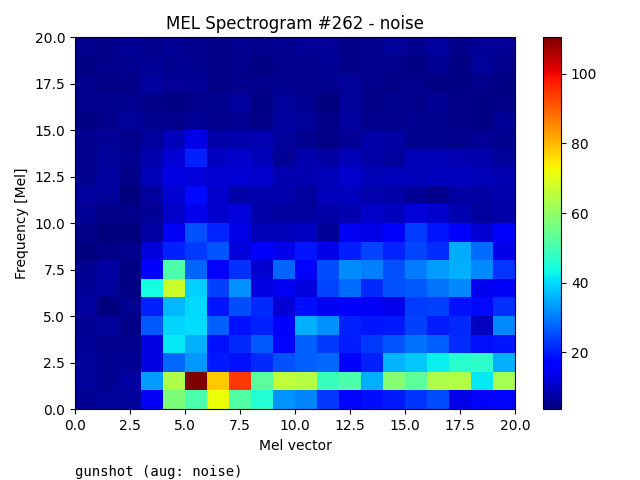 MEL Spectrogram #262 - noise
20.0
17.5
15.0
12.5
10.0
7.5
5.0
2.5
0.0
Frequency [Mel]
0.0 2.5 5.0 7.5 10.0 12.5 15.0 17.5 20.0
Mel vector
100
80
60
40
20
gunshot (aug: noise)